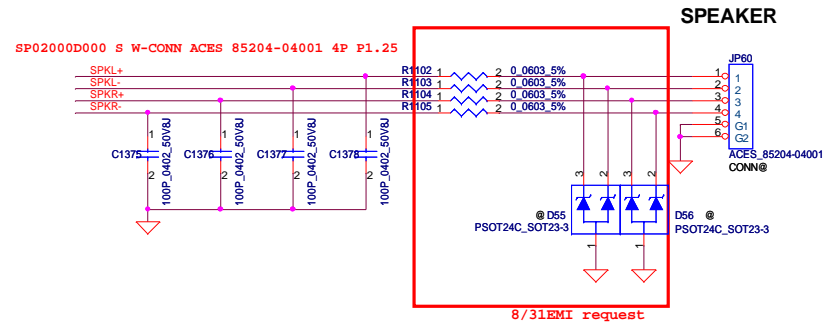 SPEAKER
SP02000D000 S W-CONN ACES 85204-04001 4P P1.25
JP60
SPKL+ R1102 1 2 0_0603_5% 1 1
SPKL- R1103 1 2 0_0603_5% 2 2
SPKR+ R1104 1 2 0_0603_5% 3 3
SPKR- R1105 1 2 0_0603_5% 4 4
5 G1
6 G2
ACES_85204-04001
CONN@
1 1 1 1
C1375 C1376 C1377 C1378
2 2 2 2
100P_0402_50V8J
100P_0402_50V8J
100P_0402_50V8J
100P_0402_50V8J
3 2 3 2
@ D55
PSOT24C_SOT23-3
D56 @
PSOT24C_SOT23-3
1 1
8/31EMI request